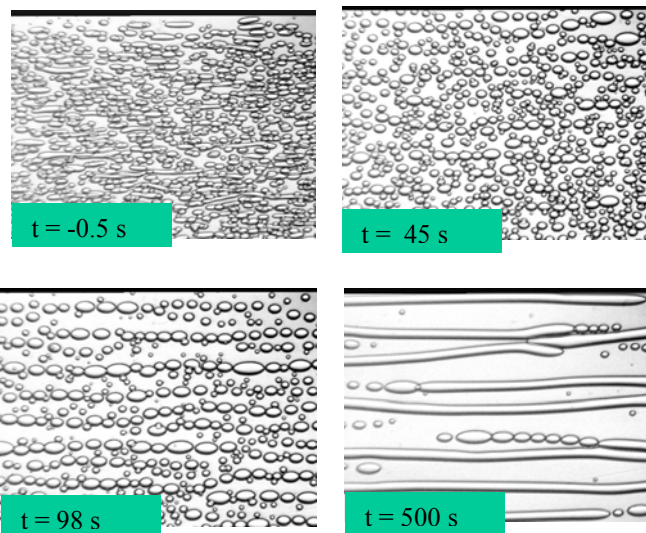 t = -0.5 s
t = 45 s
t = 98 s
t = 500 s